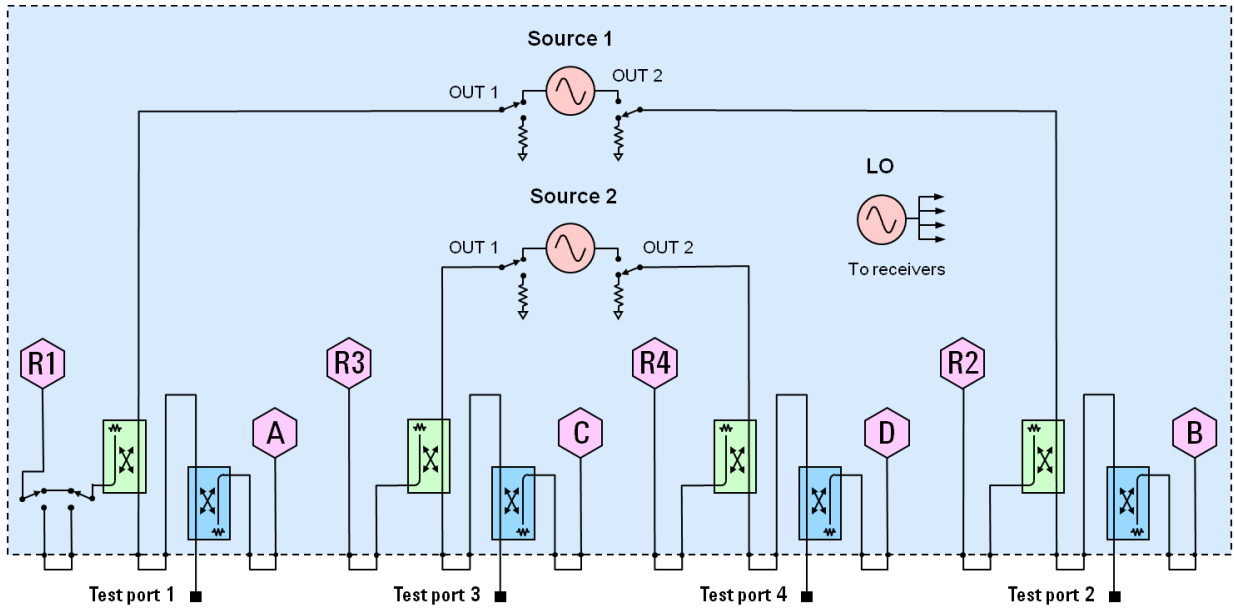 Source 1
OUT 1
OUT 2
LO
Source 2
OUT 1
OUT 2
To receivers
R1
R3
R4
R2
A
C
D
B
Test port 1
Test port 3
Test port 4
Test port 2